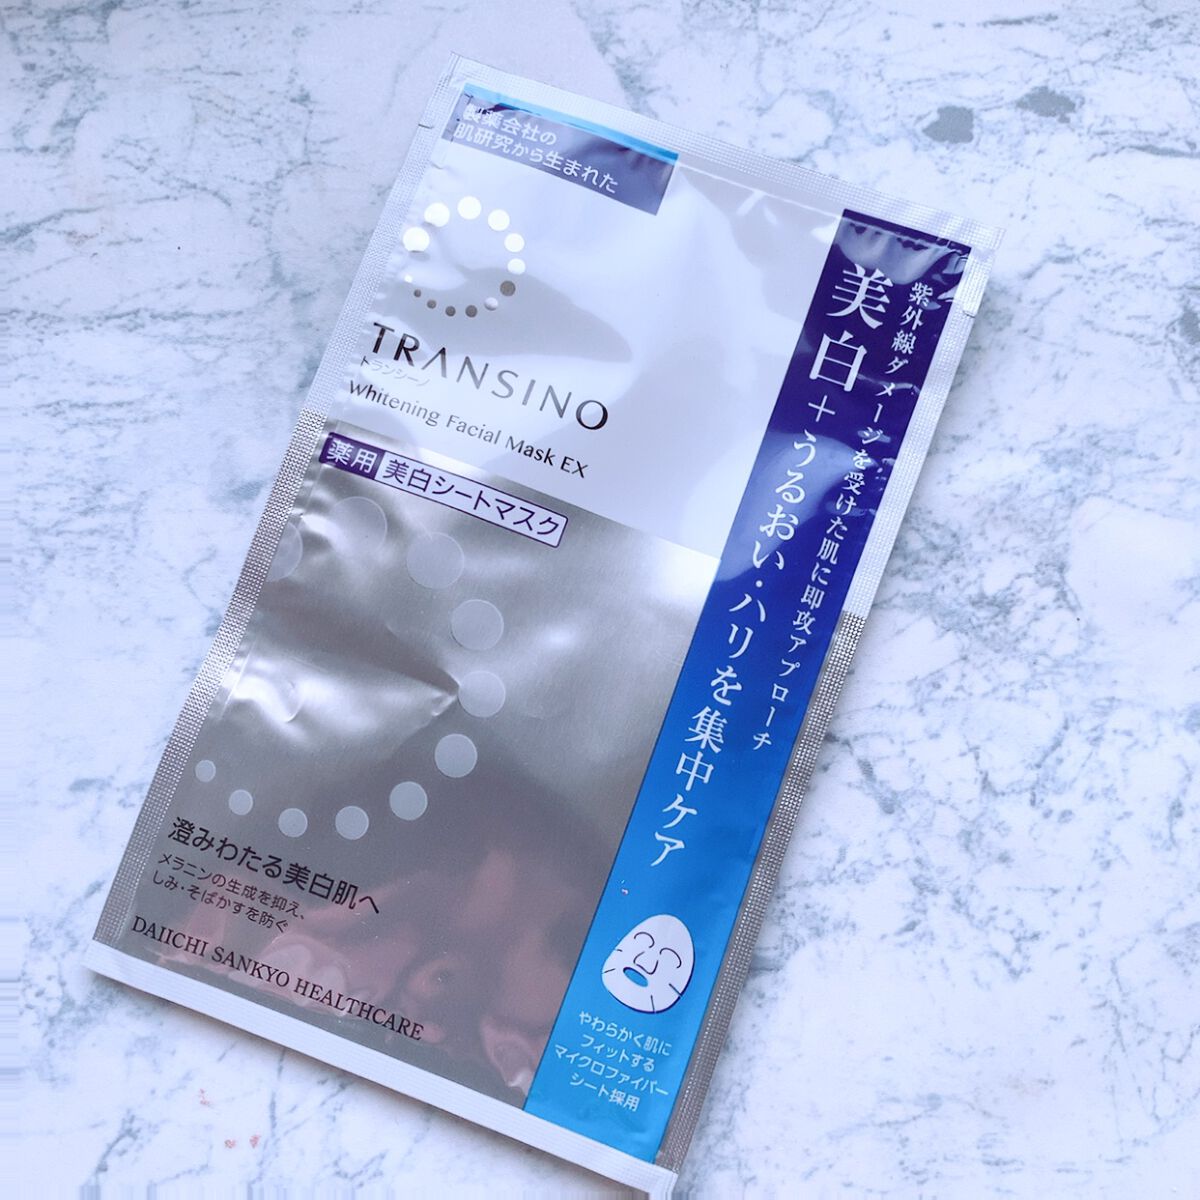 製薬会社の
肌研究から生まれた
TRANSINO
トランシーノ
Whitening Facial Mask EX
薬用 美白シートマスク
紫外線ダメージを受けた肌に即攻アプローチ
美白+うるおい・ハリを集中ケア
澄みわたる美白肌へ
メラニンの生成を抑え、
しみ・そばかすを防ぐ
DAIICHI SANKYO HEALTHCARE
やわらかく肌に
フィットする
マイクロファイバー
シート採用